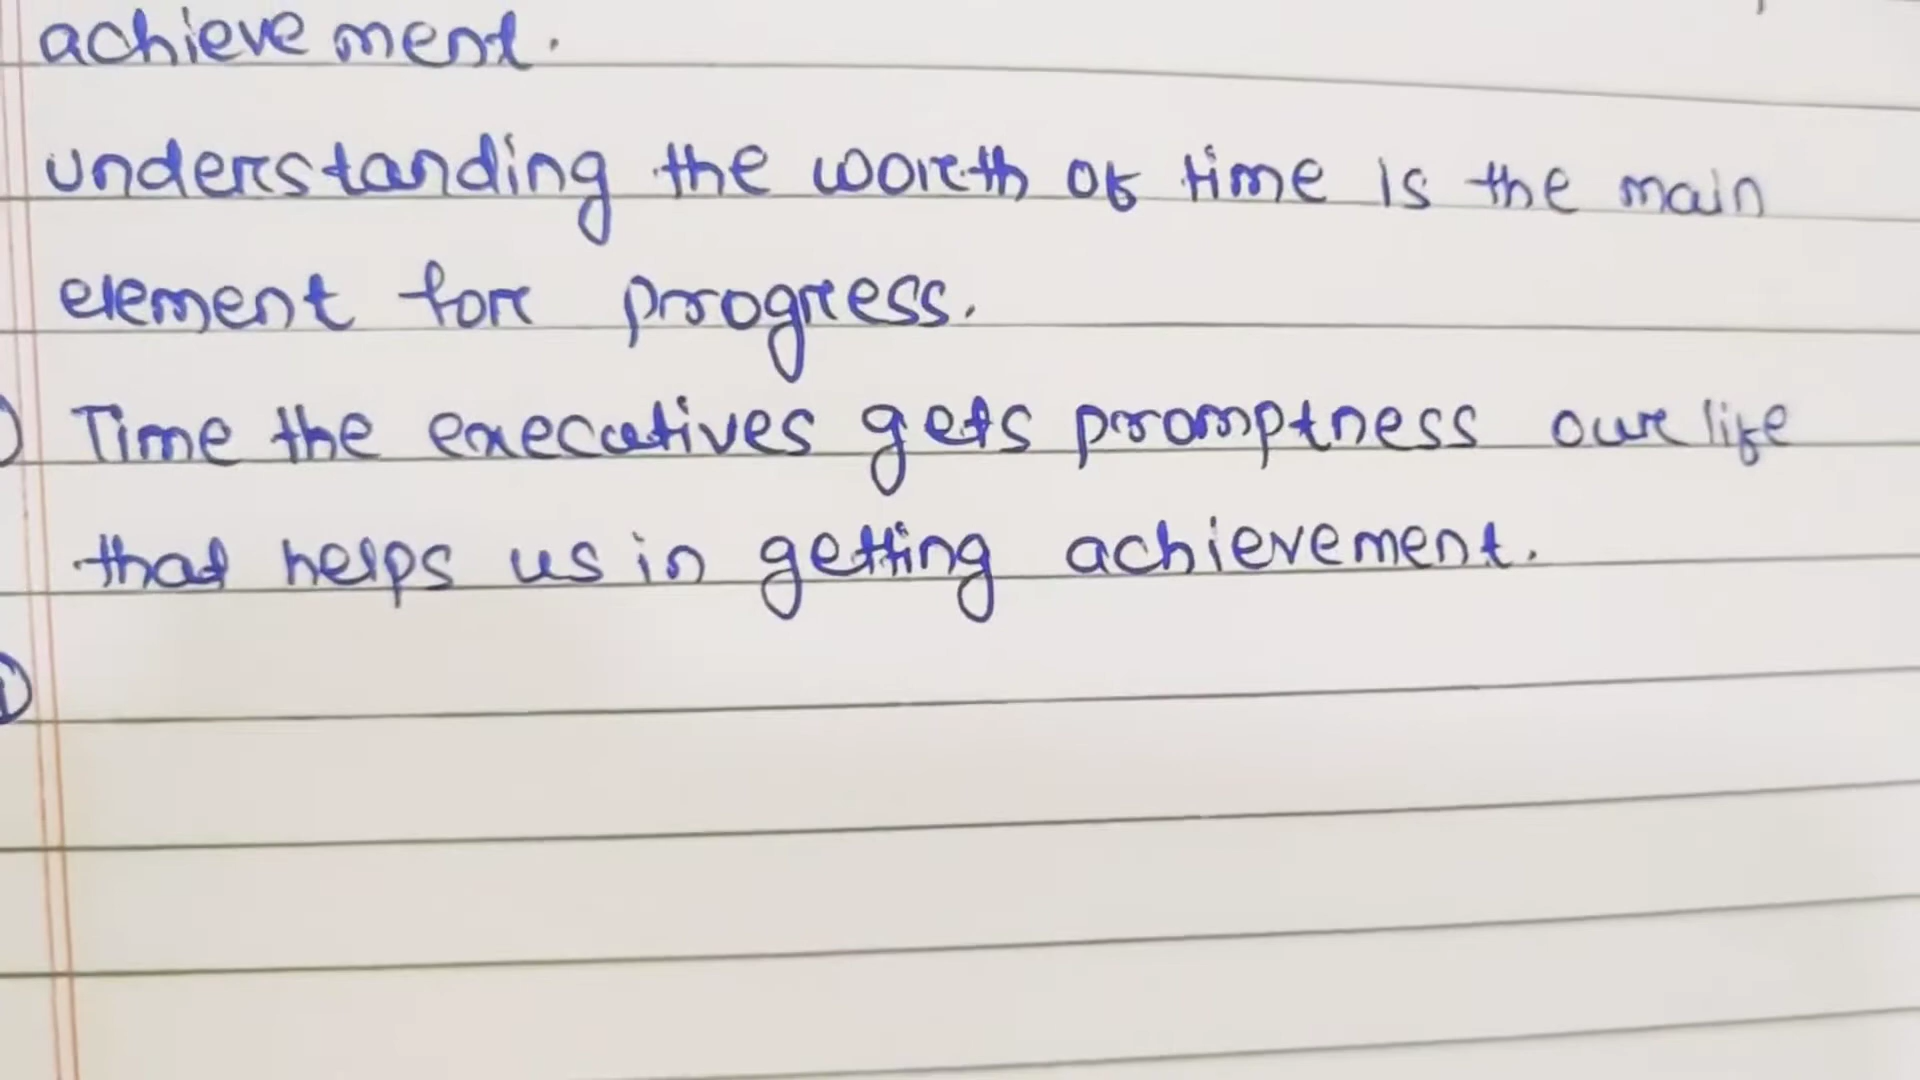 achievement.
understanding the worth of time is the main
element for progress.
) Time the executives gets promptness our life
that helps us in getting achievement.